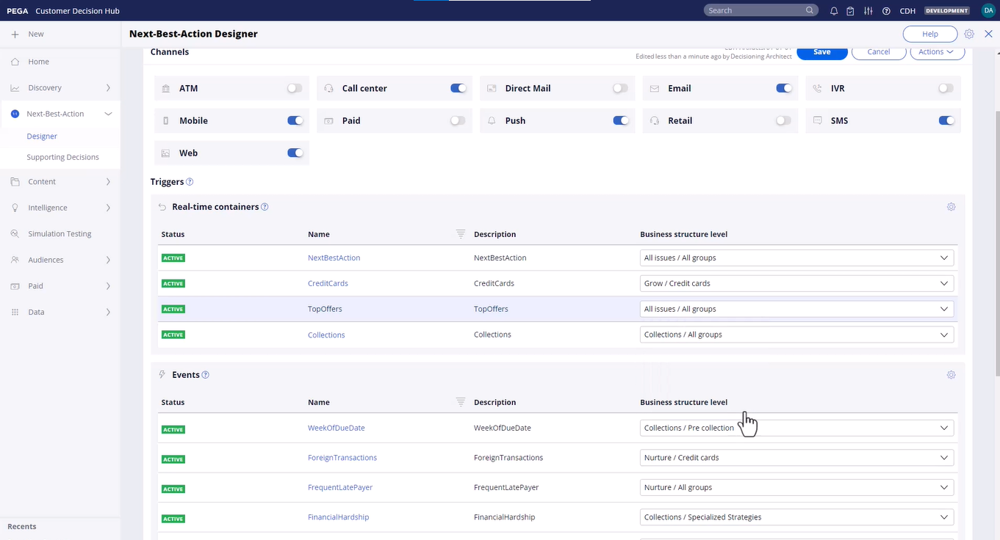 PEGA Customer Decision Hub Search CDH DEVELOPMENT DA
New Next-Best-Action Designer Help
Channels Edited less than a minute ago by Decisioning Architect Save Cancel Actions
Home
Discovery
Next-Best-Action
Designer
Supporting Decisions
Content
Intelligence
Simulation Testing
Audiences
Paid
Data
Recents
ATM Call center Direct Mail Email IVR
Mobile Paid Push Retail SMS
Web
Triggers ?
Real-time containers ?
Status Name Description Business structure level
ACTIVE NextBestAction NextBestAction All issues / All groups
ACTIVE CreditCards CreditCards Grow / Credit cards
ACTIVE TopOffers TopOffers All issues / All groups
ACTIVE Collections Collections Collections / All groups
Events ?
Status Name Description Business structure level
ACTIVE WeekOfDueDate WeekOfDueDate Collections / Pre collection
ACTIVE ForeignTransactions ForeignTransactions Nurture / Credit cards
ACTIVE FrequentLatePayer FrequentLatePayer Nurture / All groups
ACTIVE FinancialHardship FinancialHardship Collections / Specialized Strategies